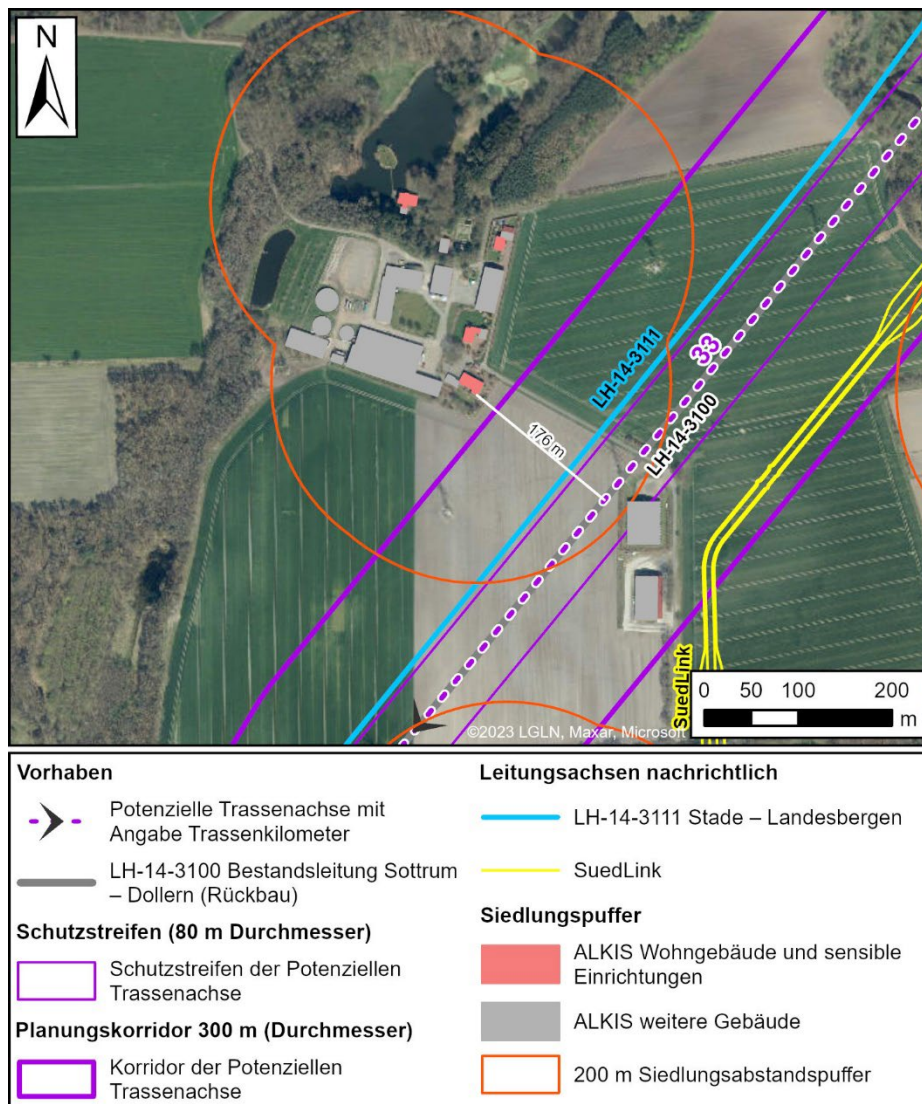 N
LH-14-3111
33
LH-14-3100
176 m
SuedLink
0 50 100 200
m
©2023 LGLN, Maxar, Microsoft
Vorhaben
Potenzielle Trassenachse mit
Angabe Trassenkilometer
LH-14-3100 Bestandsleitung Sottrum
– Dollern (Rückbau)
Schutzstreifen (80 m Durchmesser)
Schutzstreifen der Potenziellen
Trassenachse
Planungskorridor 300 m (Durchmesser)
Korridor der Potenziellen
Trassenachse
Leitungsachsen nachrichtlich
LH-14-3111 Stade – Landesbergen
SuedLink
Siedlungspuffer
ALKIS Wohngebäude und sensible
Einrichtungen
ALKIS weitere Gebäude
200 m Siedlungsabstandspuffer